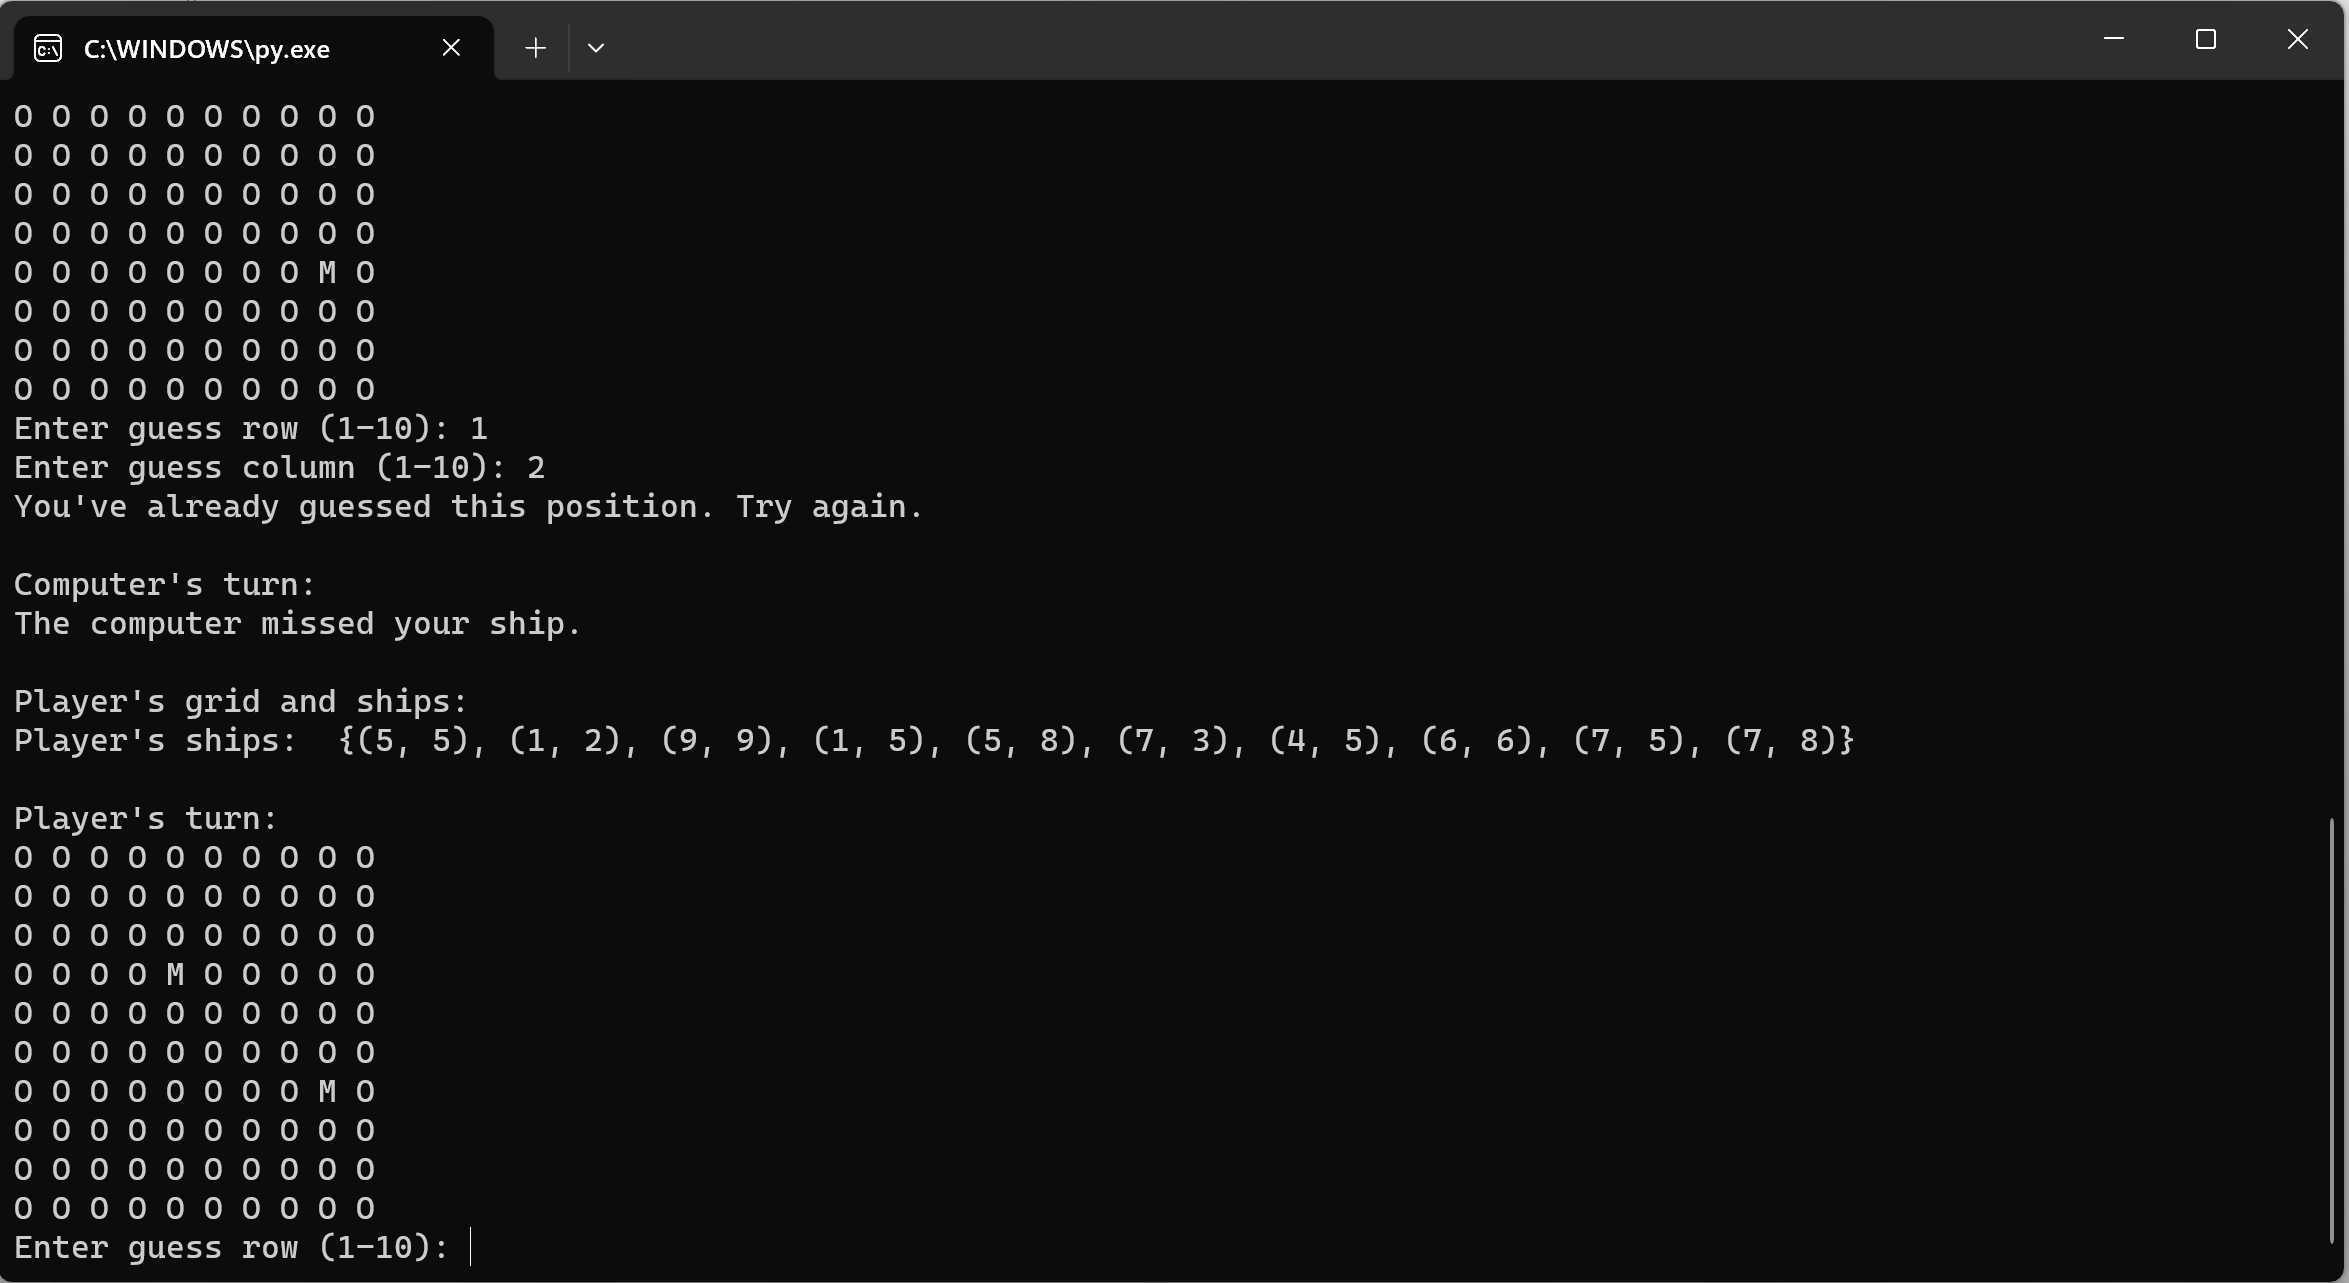 C:\WINDOWS\py.exe
O O O O O O O O O O
O O O O O O O O O O
O O O O O O O O O O
O O O O O O O O O O
O O O O O O O O M O
O O O O O O O O O O
O O O O O O O O O O
O O O O O O O O O O
Enter guess row (1-10): 1
Enter guess column (1-10): 2
You've already guessed this position. Try again.

Computer's turn:
The computer missed your ship.

Player's grid and ships:
Player's ships:  {(5, 5), (1, 2), (9, 9), (1, 5), (5, 8), (7, 3), (4, 5), (6, 6), (7, 5), (7, 8)}

Player's turn:
O O O O O O O O O O
O O O O O O O O O O
O O O O O O O O O O
O O O O M O O O O O
O O O O O O O O O O
O O O O O O O O O O
O O O O O O O O M O
O O O O O O O O O O
O O O O O O O O O O
O O O O O O O O O O
Enter guess row (1-10):